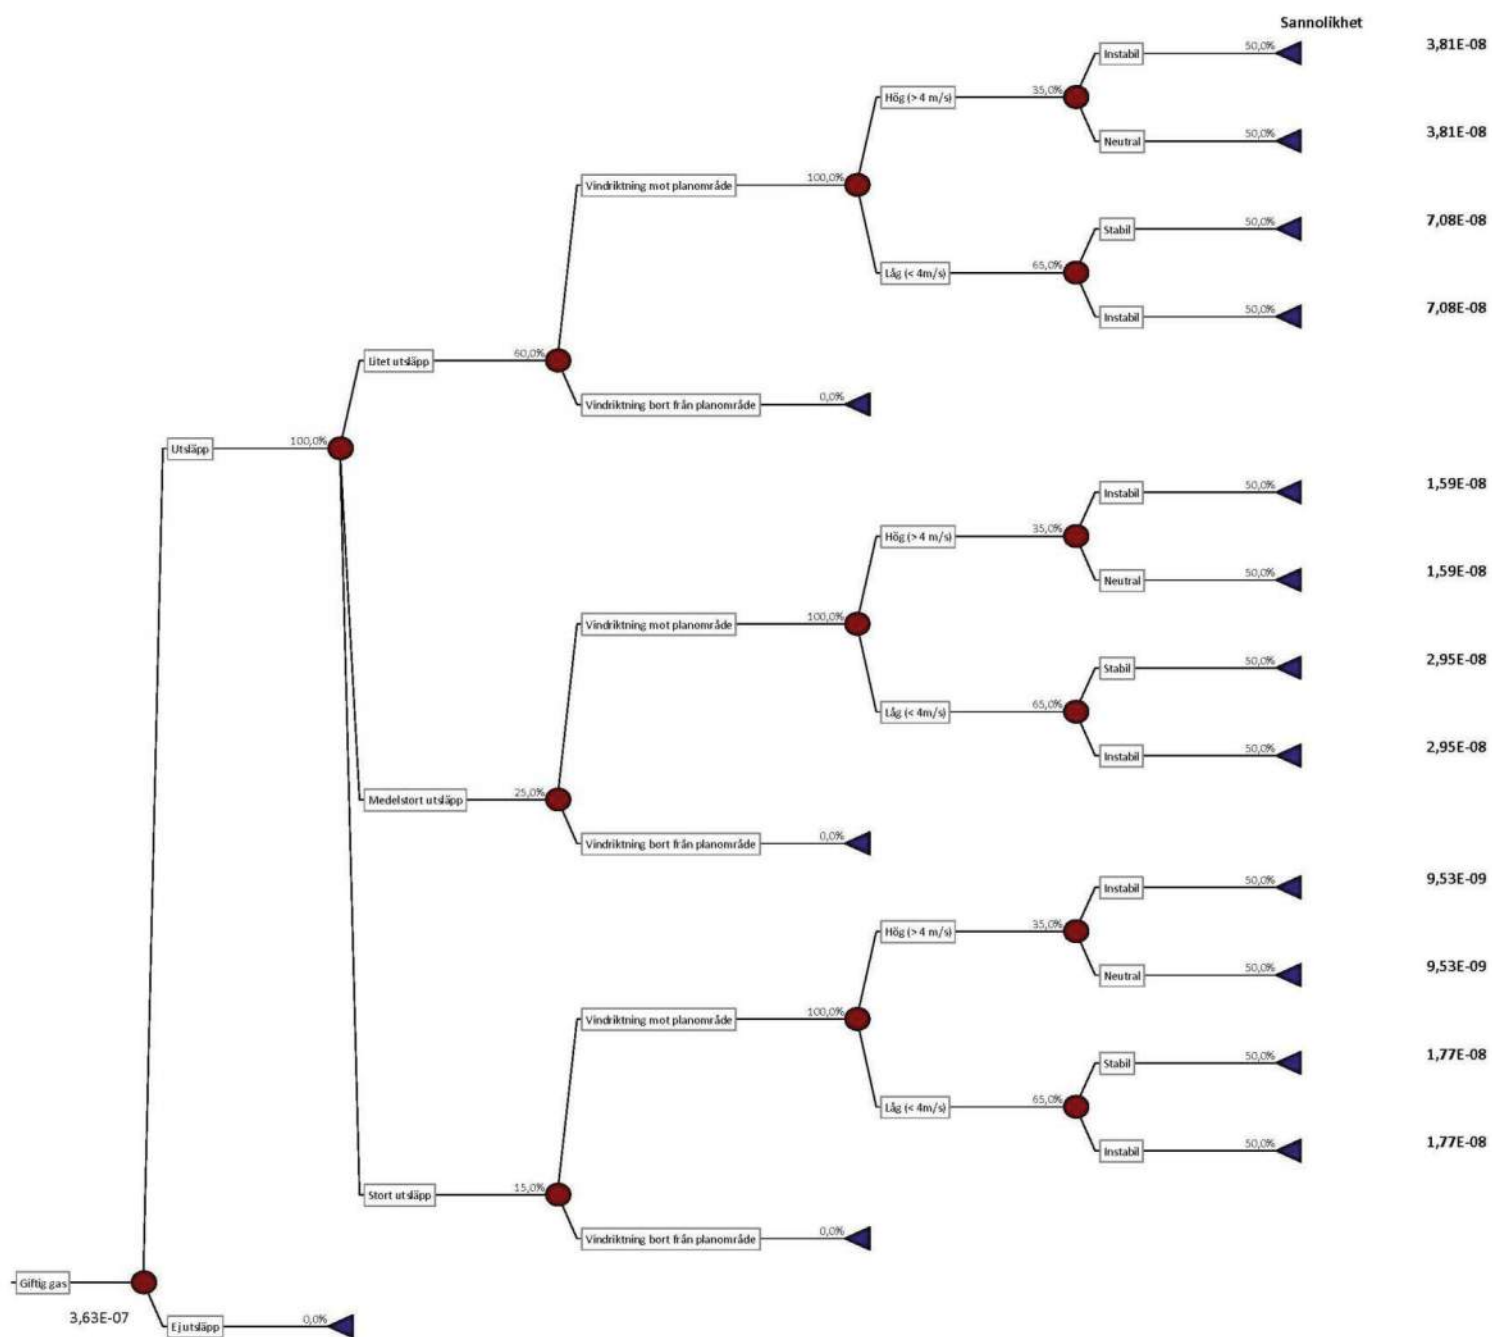 Sannolikhet
Instabil 50,0% 3,81E-08
Hög (> 4 m/s) 35,0%
Neutral 50,0% 3,81E-08
Vindriktning mot planområde 100,0%
Stabil 50,0% 7,08E-08
Låg (< 4m/s) 65,0%
Instabil 50,0% 7,08E-08
Litet utsläpp 60,0%
Vindriktning bort från planområde 0,0%
Utsläpp 100,0%
Instabil 50,0% 1,59E-08
Hög (> 4 m/s) 35,0%
Neutral 50,0% 1,59E-08
Vindriktning mot planområde 100,0%
Stabil 50,0% 2,95E-08
Låg (< 4m/s) 65,0%
Instabil 50,0% 2,95E-08
Medelstort utsläpp 25,0%
Vindriktning bort från planområde 0,0%
Instabil 50,0% 9,53E-09
Hög (> 4 m/s) 35,0%
Neutral 50,0% 9,53E-09
Vindriktning mot planområde 100,0%
Stabil 50,0% 1,77E-08
Låg (< 4m/s) 65,0%
Instabil 50,0% 1,77E-08
Stort utsläpp 15,0%
Vindriktning bort från planområde 0,0%
Giftig gas
3,63E-07
Ej utsläpp 0,0%